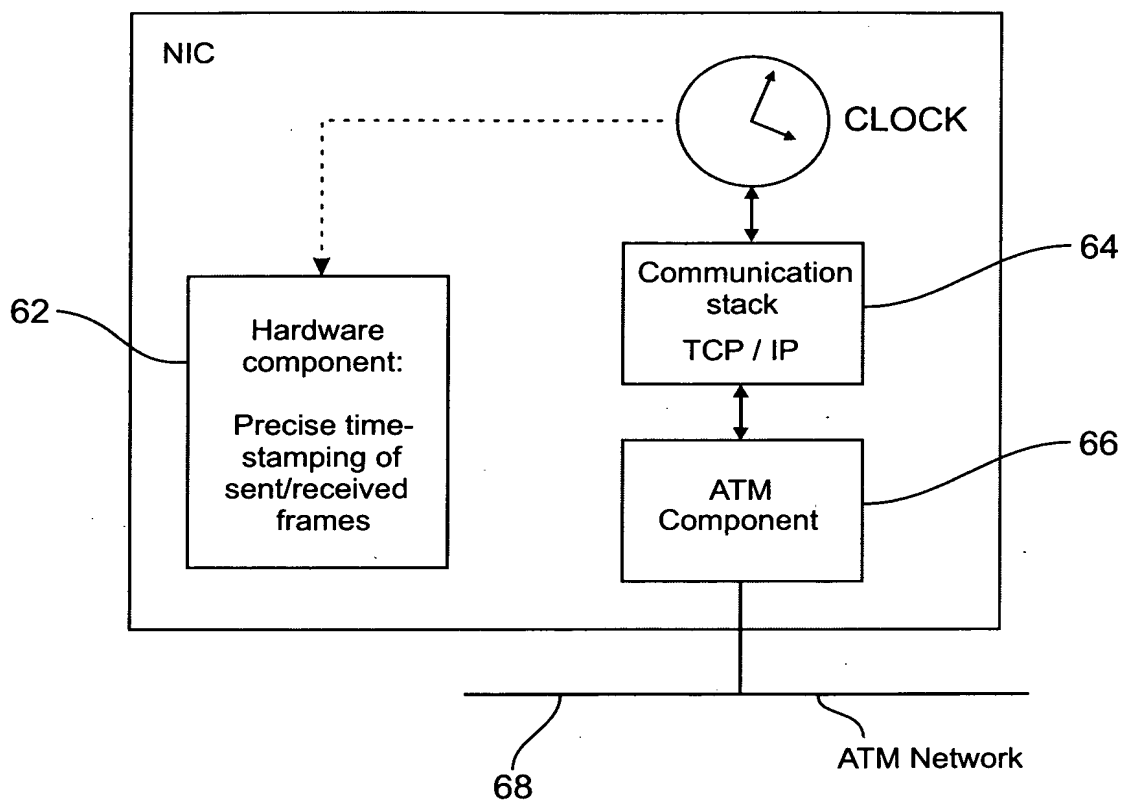 NIC
CLOCK
64
Communication
stack
TCP / IP
62
Hardware
component:
Precise time-
stamping of
sent/received
frames
66
ATM
Component
68
ATM Network